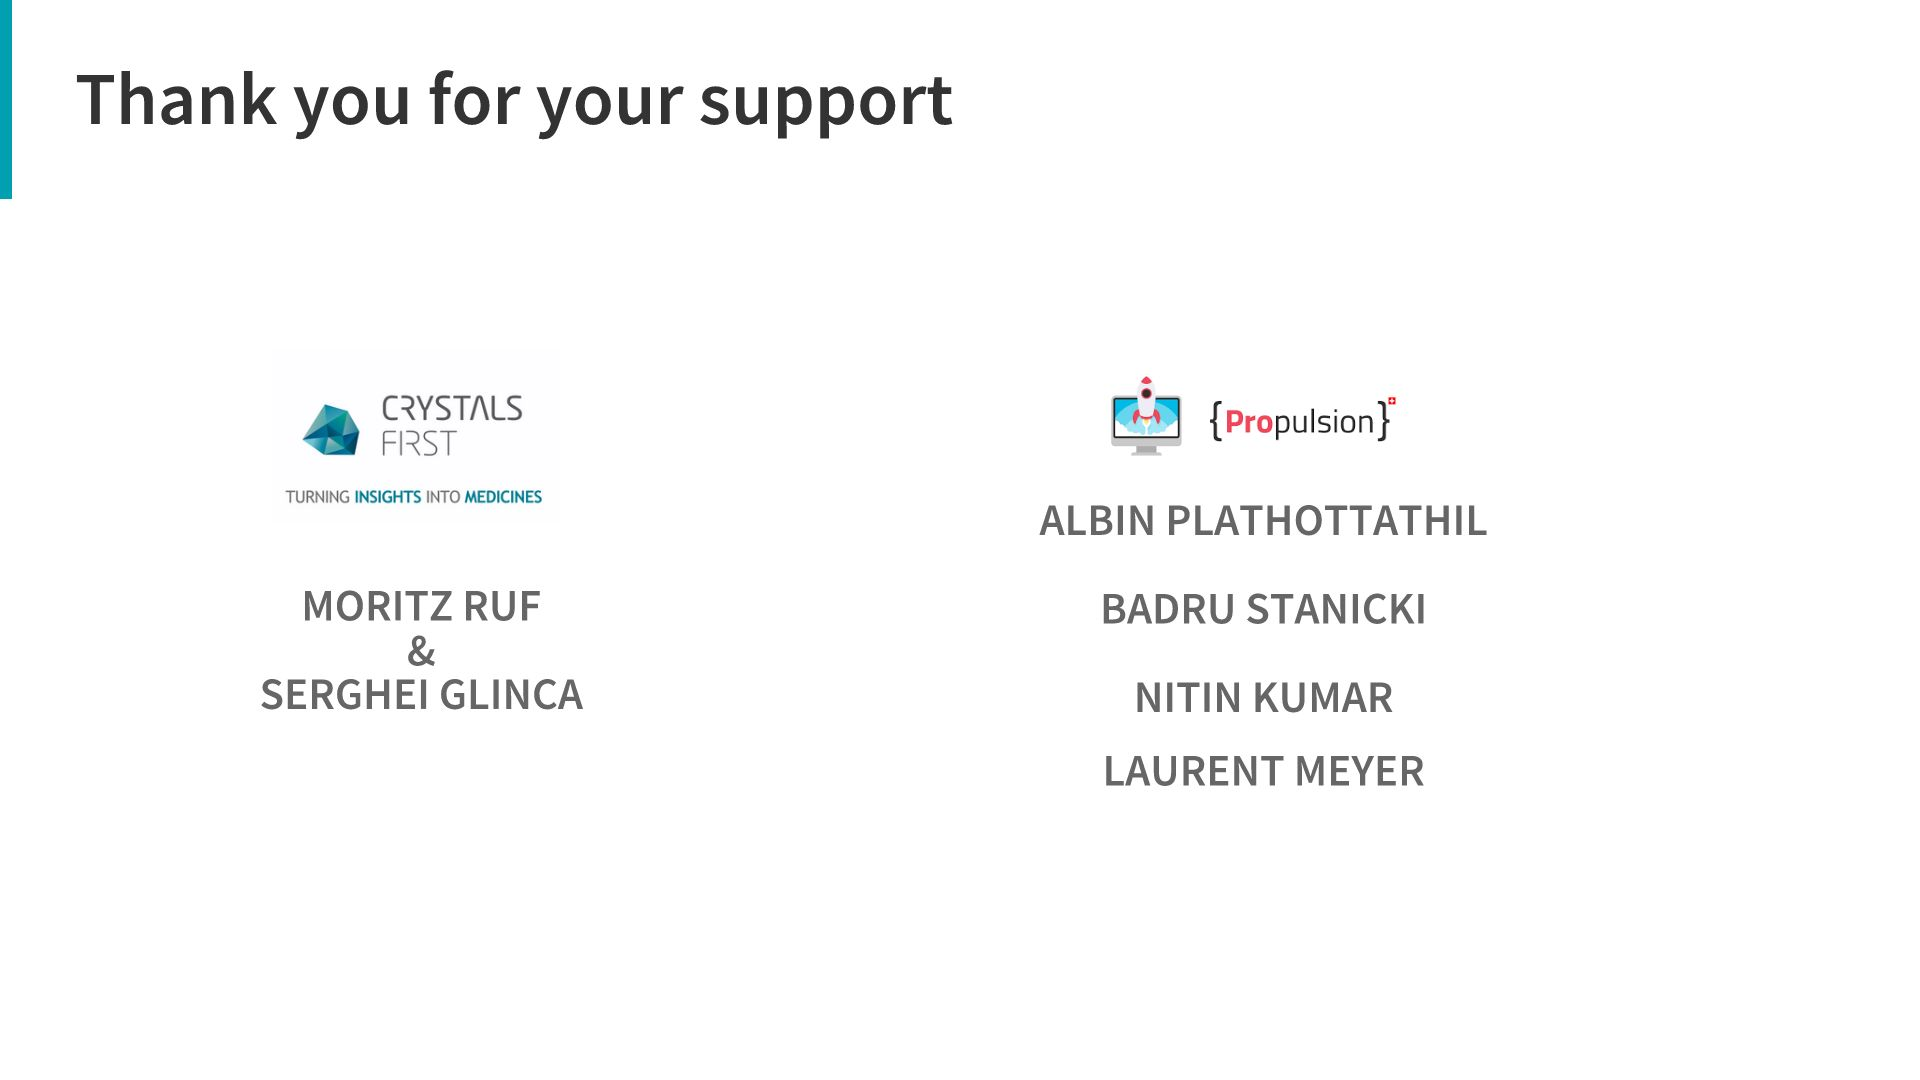 Thank you for your support
CRYSTALS
FIRST
TURNING INSIGHTS INTO MEDICINES
MORITZ RUF
&
SERGHEI GLINCA
{Propulsion}
ALBIN PLATHOTTATHIL
BADRU STANICKI
NITIN KUMAR
LAURENT MEYER